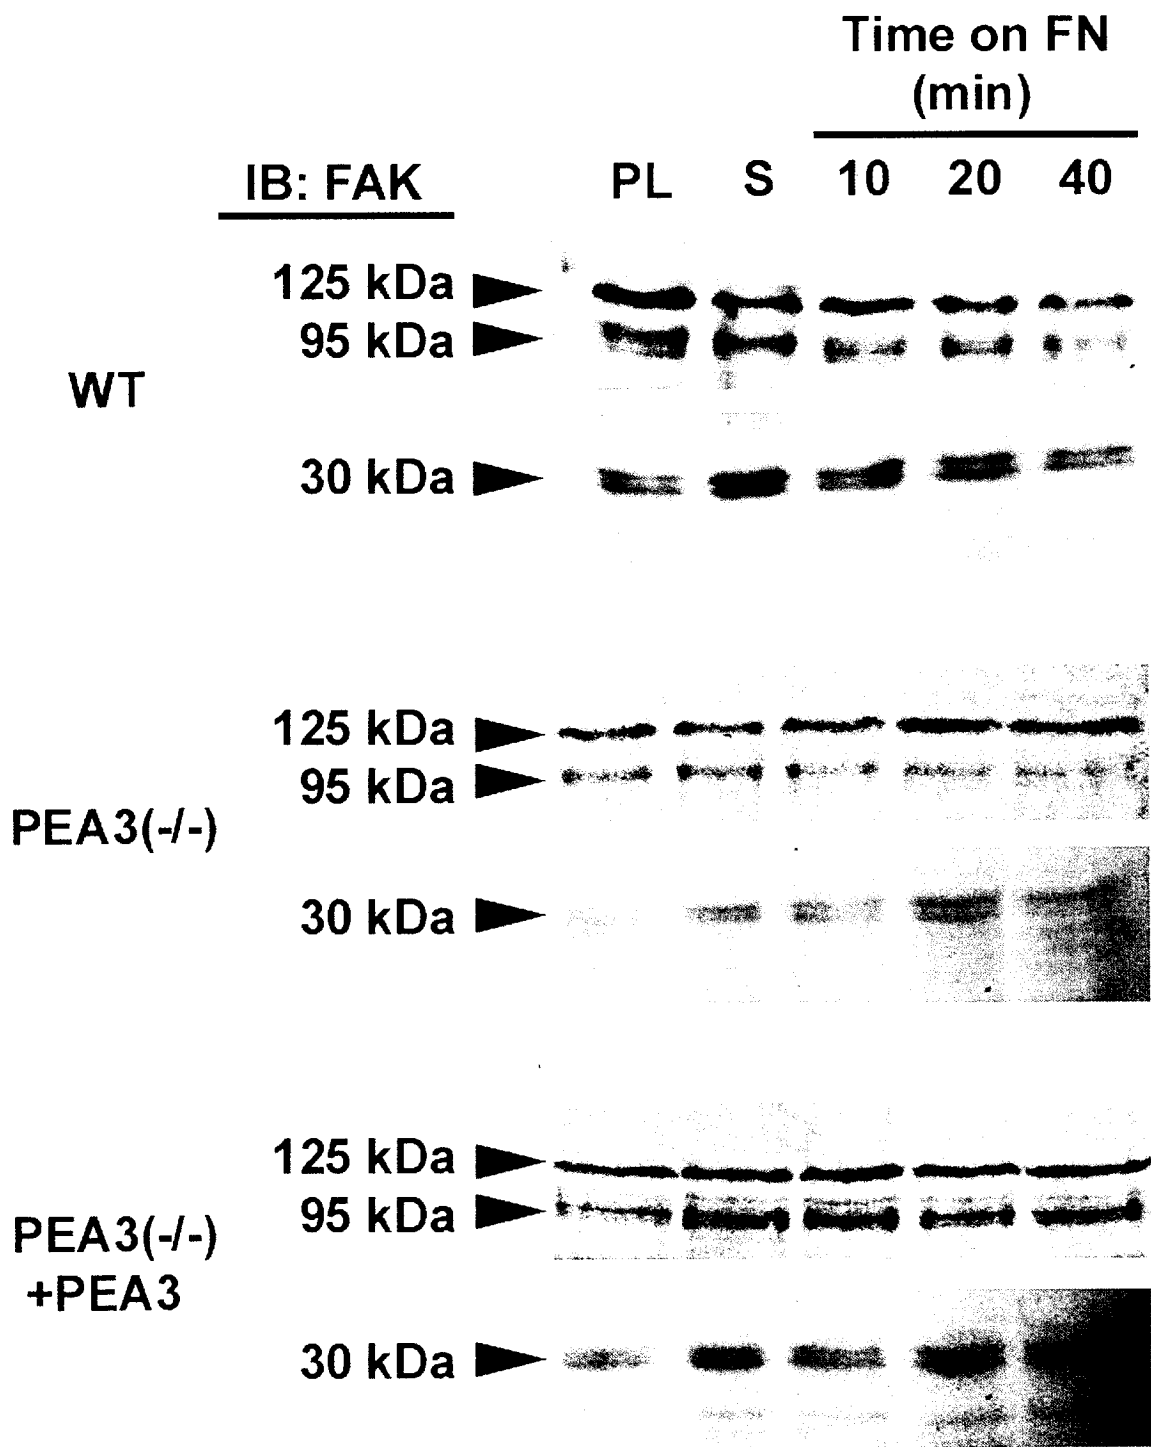 Time on FN
(min)
IB: FAK PL S 10 20 40
125 kDa
95 kDa
WT
30 kDa
125 kDa
95 kDa
PEA3(-/-)
30 kDa
125 kDa
95 kDa
PEA3(-/-)
+PEA3
30 kDa